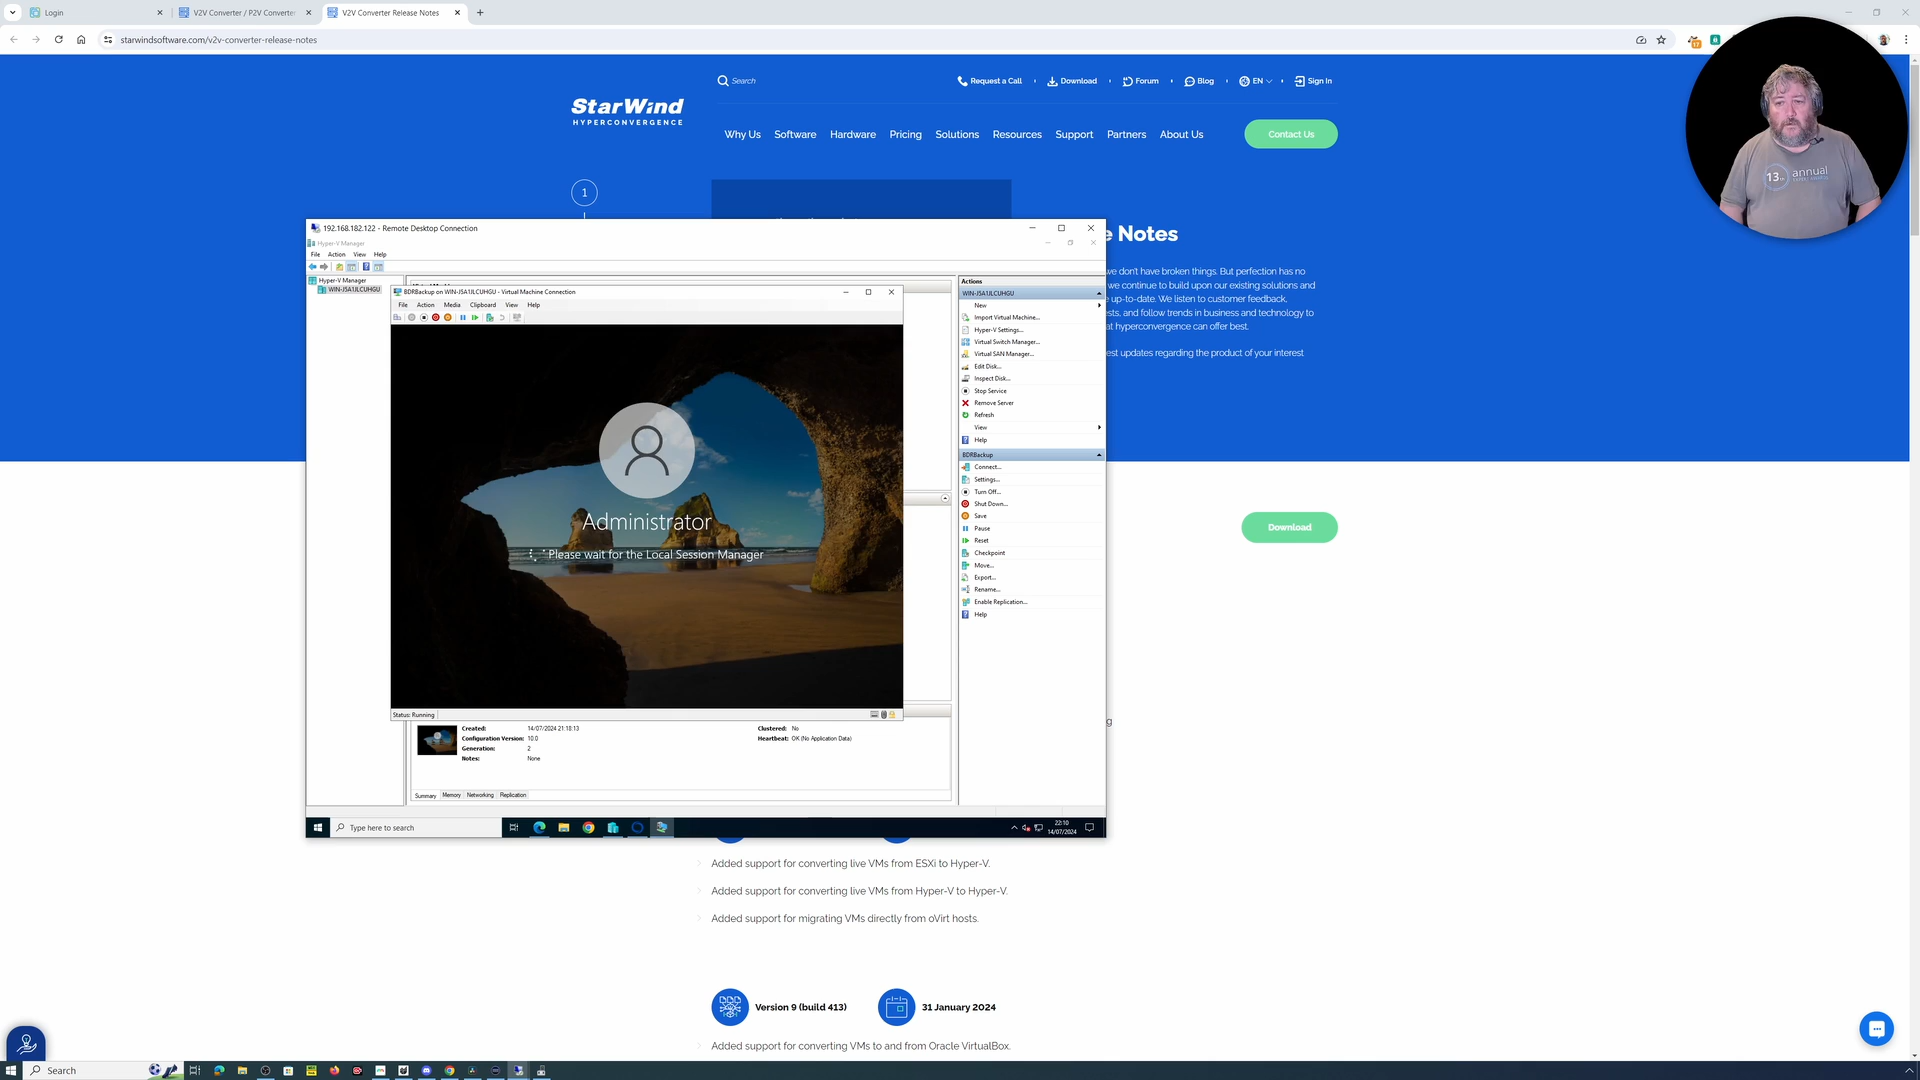 Login
V2V Converter / P2V Converter
V2V Converter Release Notes
starwindsoftware.com/v2v-converter-release-notes
Search
Request a Call
Download
Forum
Blog
EN
Sign In
StarWind
HYPERCONVERGENCE
Why Us
Software
Hardware
Pricing
Solutions
Resources
Support
Partners
About Us
Contact Us
1
13th annual
e Notes
we don't have broken things. But perfection has no
we continue to build upon our existing solutions and
e up-to-date. We listen to customer feedback,
sts, and follow trends in business and technology to
at hyperconvergence can offer best.
est updates regarding the product of your interest
Download
192.168.182.122 - Remote Desktop Connection
Hyper-V Manager
File Action View Help
Hyper-V Manager
WIN-J5A1JLCUHGU
BDRBackup on WIN-J5A1JLCUHGU - Virtual Machine Connection
File Action Media Clipboard View Help
Administrator
Please wait for the Local Session Manager
Status: Running
Actions
WIN-J5A1JLCUHGU
New
Import Virtual Machine...
Hyper-V Settings...
Virtual Switch Manager...
Virtual SAN Manager...
Edit Disk...
Inspect Disk...
Stop Service
Remove Server
Refresh
View
Help
BDRBackup
Connect...
Settings...
Turn Off...
Shut Down...
Save
Pause
Reset
Checkpoint
Move...
Export...
Rename...
Enable Replication...
Help
Created: 14/07/2024 21:18:13 Clustered: No
Configuration Version: 10.0 Heartbeat: OK (No Application Data)
Generation: 2
Notes: None
Summary Memory Networking Replication
Type here to search
22:10
14/07/2024
g
Added support for converting live VMs from ESXi to Hyper-V.
Added support for converting live VMs from Hyper-V to Hyper-V.
Added support for migrating VMs directly from oVirt hosts.
Version 9 (build 413)
31 January 2024
Added support for converting VMs to and from Oracle VirtualBox.
Search